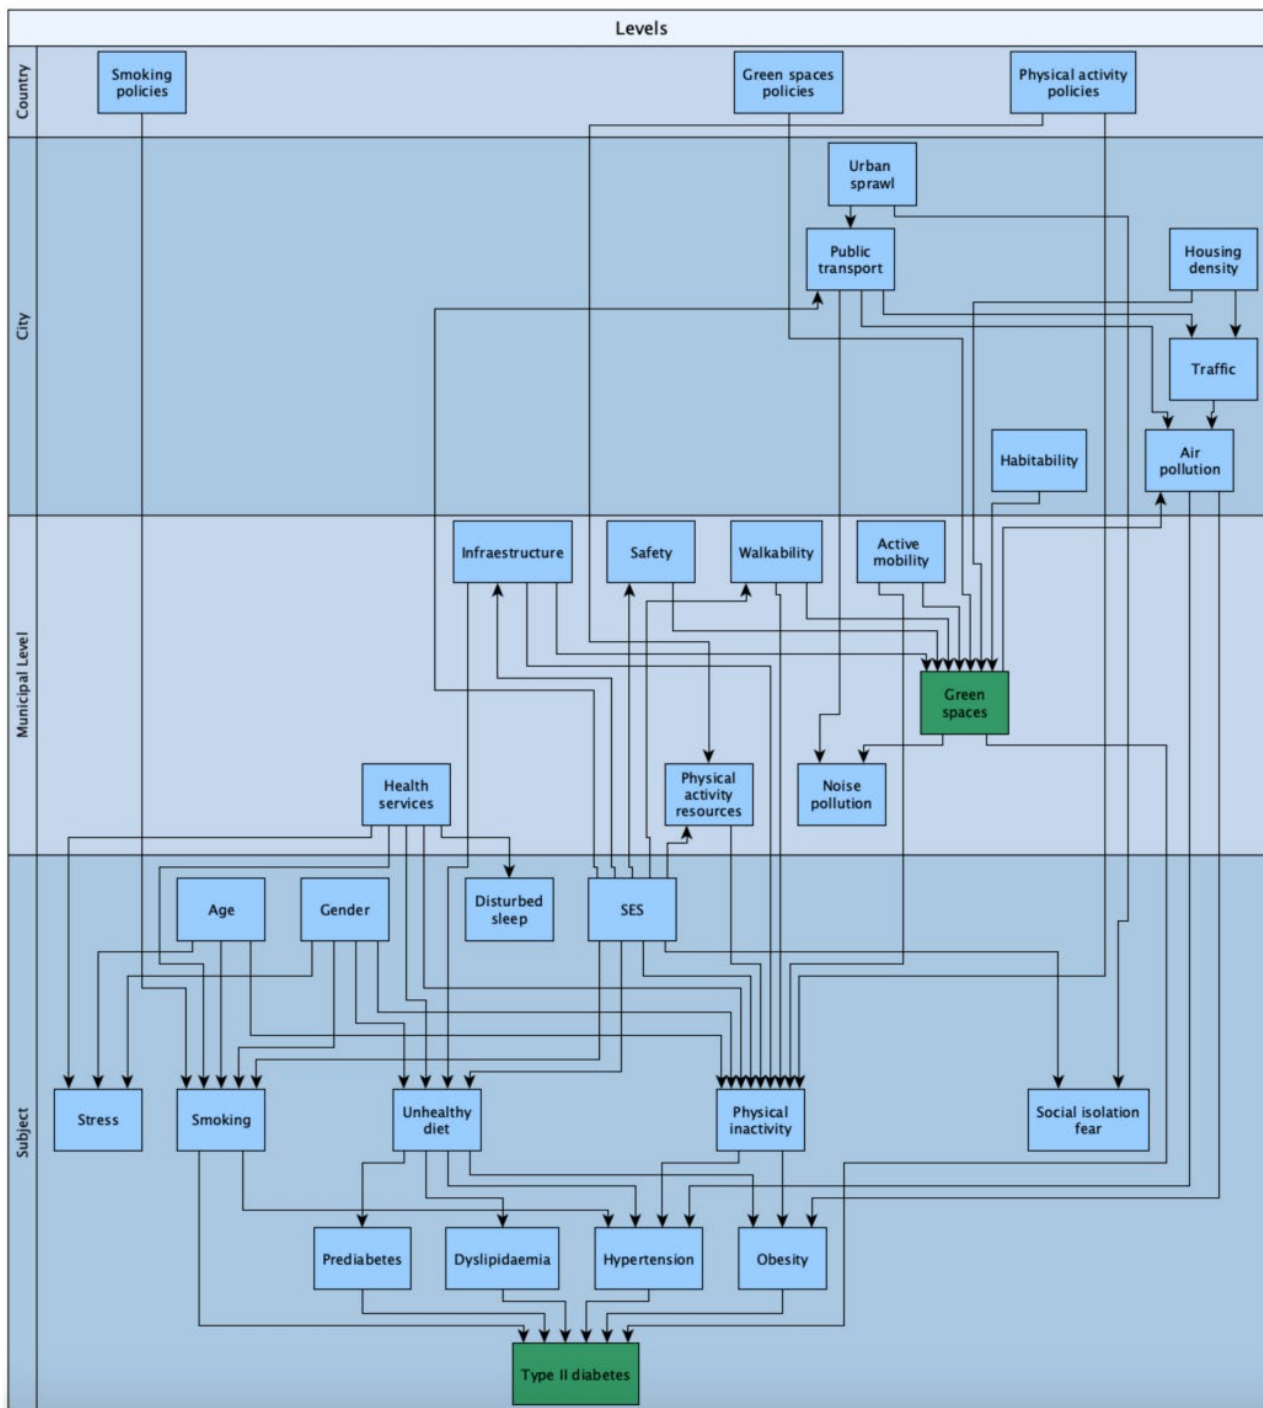 Levels
Country
Smoking
policies
Green spaces
policies
Physical activity
policies
City
Urban
sprawl
Public
transport
Housing
density
Traffic
Habitability
Air
pollution
Municipal Level
Infraestructure
Safety
Walkability
Active
mobility
Green
spaces
Health
services
Physical
activity
resources
Noise
pollution
Subject
Age
Gender
Disturbed
sleep
SES
Stress
Smoking
Unhealthy
diet
Physical
inactivity
Social isolation
fear
Prediabetes
Dyslipidaemia
Hypertension
Obesity
Type II diabetes